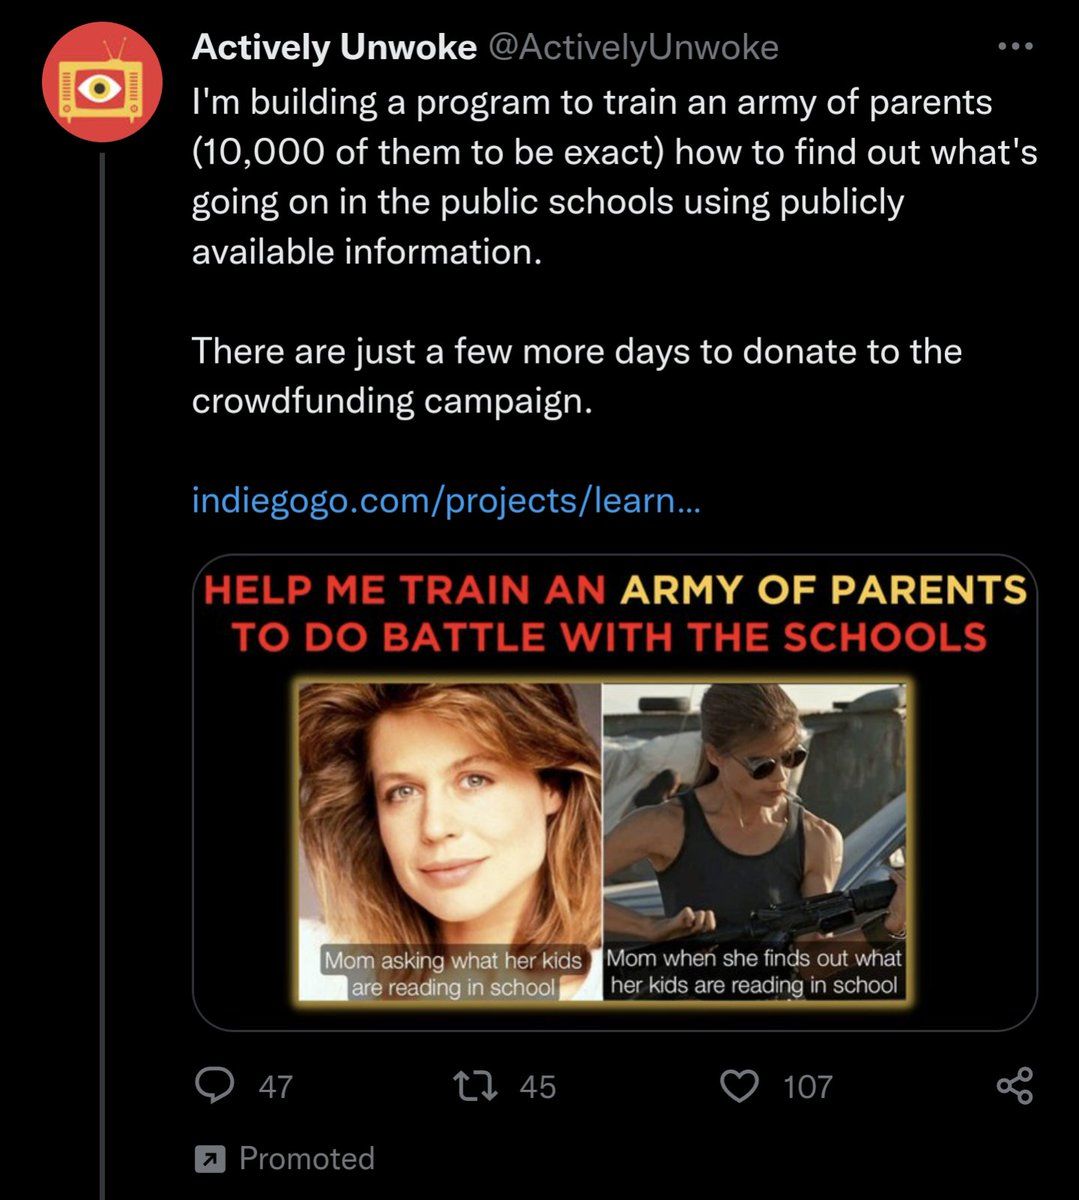 Actively Unwoke @ActivelyUnwoke
I'm building a program to train an army of parents
(10,000 of them to be exact) how to find out what's
going on in the public schools using publicly
available information.
There are just a few more days to donate to the
crowdfunding campaign.
indiegogo.com/projects/learn...
HELP ME TRAIN AN ARMY OF PARENTS
TO DO BATTLE WITH THE SCHOOLS
Mom asking what her kids
are reading in school
Mom when she finds out what
her kids are reading in school
47 45 107
Promoted